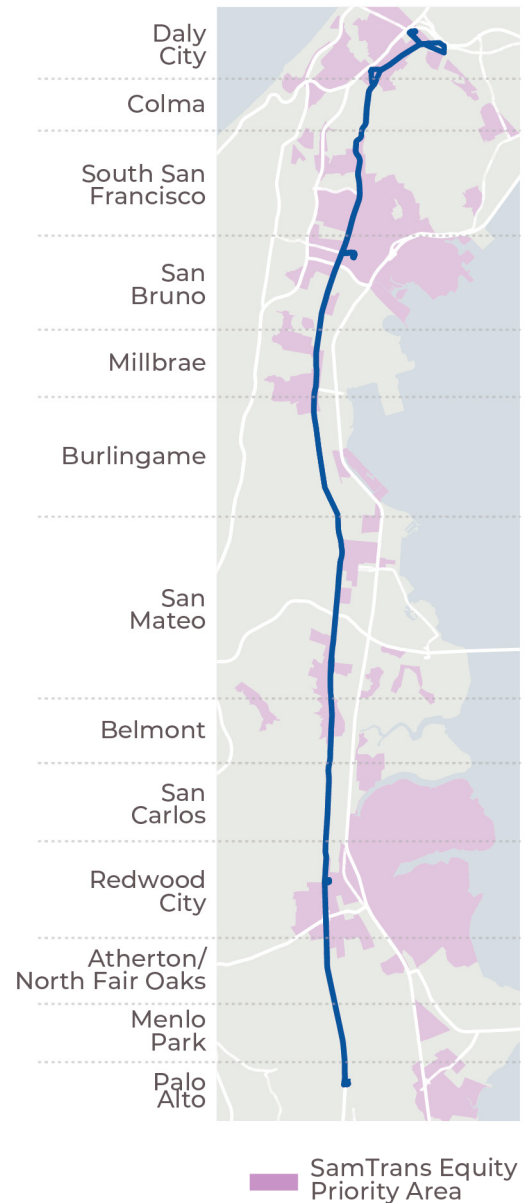 Daly
City
Colma
South San
Francisco
San
Bruno
Millbrae
Burlingame
San
Mateo
Belmont
San
Carlos
Redwood
City
Atherton/
North Fair Oaks
Menlo
Park
Palo
Alto
SamTrans Equity
Priority Area